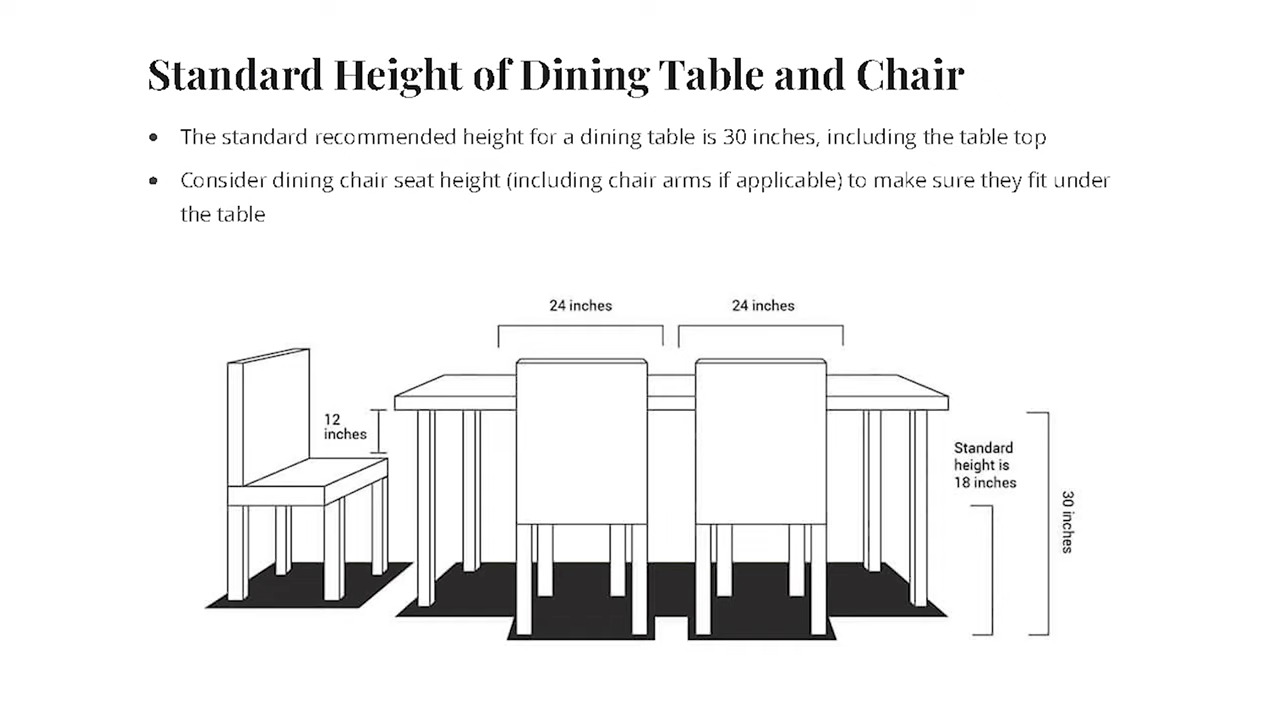 Standard Height of Dining Table and Chair
• The standard recommended height for a dining table is 30 inches, including the table top
• Consider dining chair seat height (including chair arms if applicable) to make sure they fit under
the table
24 inches
24 inches
12
inches
Standard
height is
18 inches
30 inches